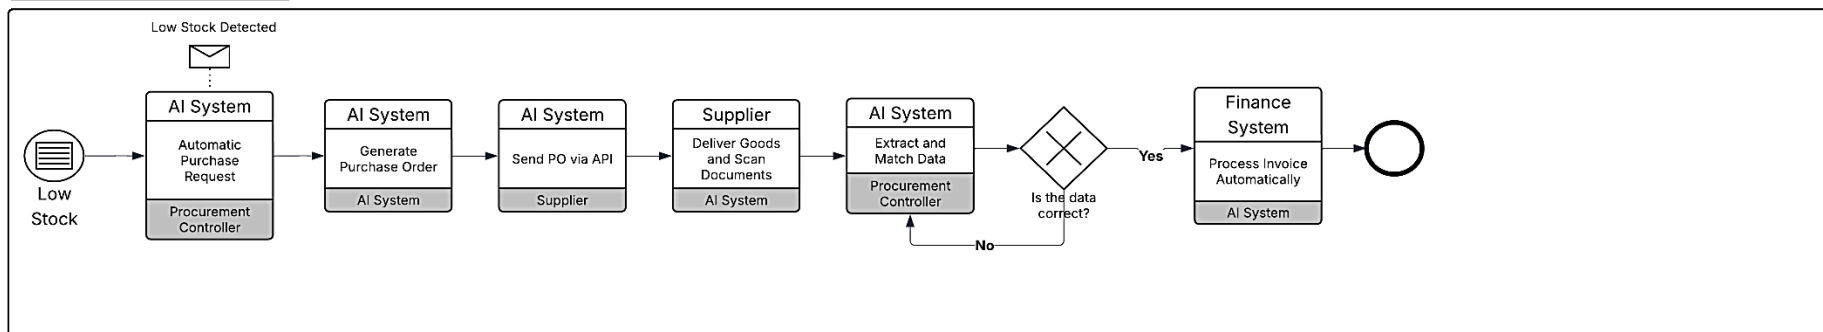 Low Stock Detected
Low
Stock
AI System
Automatic
Purchase
Request
Procurement
Controller
AI System
Generate
Purchase Order
AI System
AI System
Send PO via API
Supplier
Supplier
Deliver Goods
and Scan
Documents
AI System
AI System
Extract and
Match Data
Procurement
Controller
Is the data
correct?
No
Yes
Finance
System
Process Invoice
Automatically
AI System